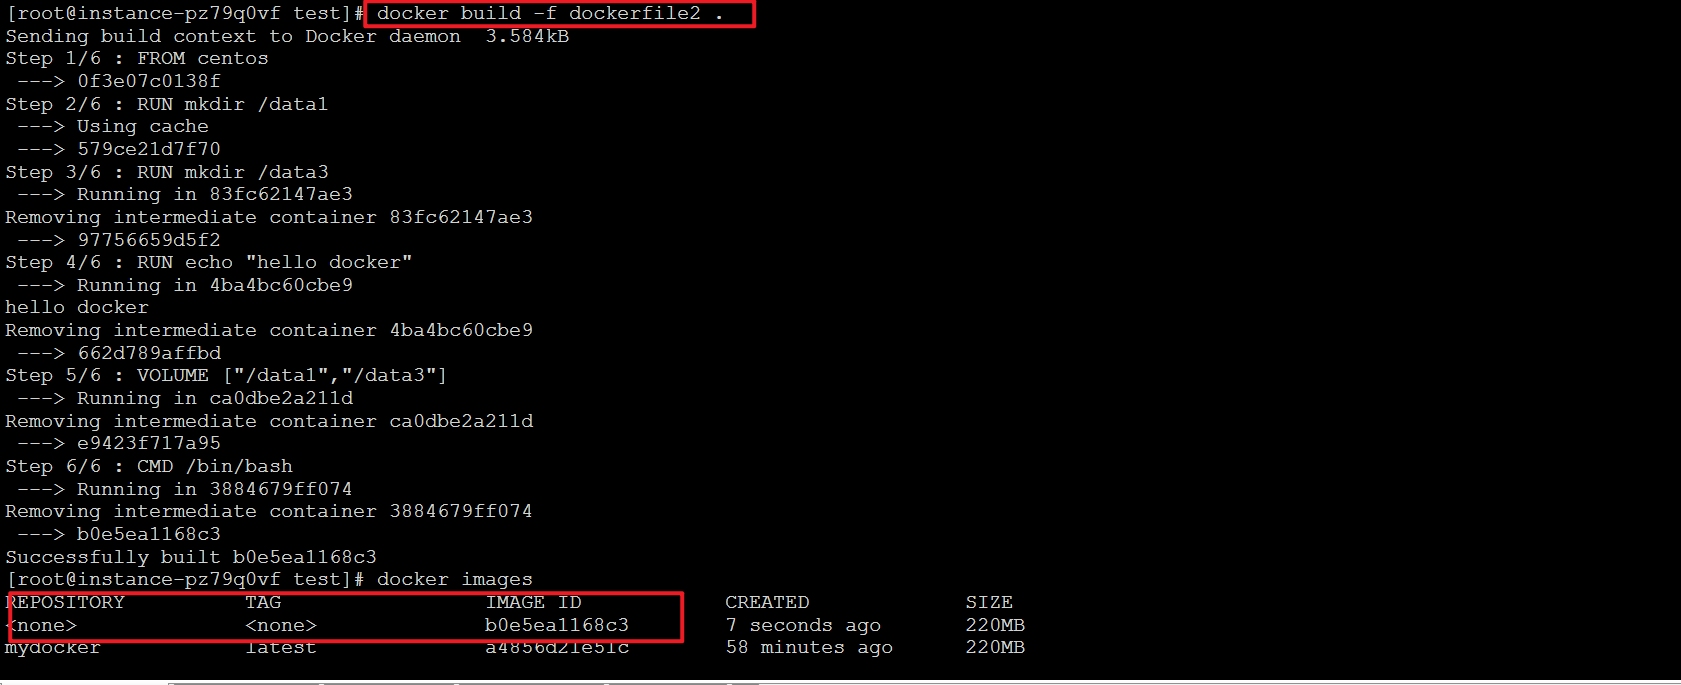 [root@instance-pz79q0vf test]# docker build -f dockerfile2 .
Sending build context to Docker daemon  3.584kB
Step 1/6 : FROM centos
 ---> 0f3e07c0138f
Step 2/6 : RUN mkdir /data1
 ---> Using cache
 ---> 579ce21d7f70
Step 3/6 : RUN mkdir /data3
 ---> Running in 83fc62147ae3
Removing intermediate container 83fc62147ae3
 ---> 97756659d5f2
Step 4/6 : RUN echo "hello docker"
 ---> Running in 4ba4bc60cbe9
hello docker
Removing intermediate container 4ba4bc60cbe9
 ---> 662d789affbd
Step 5/6 : VOLUME ["/data1","/data3"]
 ---> Running in ca0dbe2a211d
Removing intermediate container ca0dbe2a211d
 ---> e9423f717a95
Step 6/6 : CMD /bin/bash
 ---> Running in 3884679ff074
Removing intermediate container 3884679ff074
 ---> b0e5ea1168c3
Successfully built b0e5ea1168c3
[root@instance-pz79q0vf test]# docker images
REPOSITORY          TAG                 IMAGE ID            CREATED             SIZE
<none>              <none>              b0e5ea1168c3        7 seconds ago       220MB
mydocker            latest              a4856d21e51c        58 minutes ago      220MB